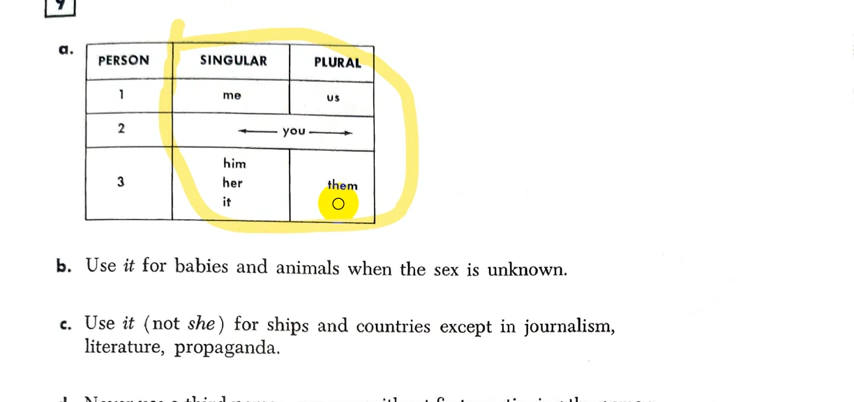 9
a.
PERSON SINGULAR PLURAL
1 me us
2 you
3 him
her them
it
b. Use it for babies and animals when the sex is unknown.
c. Use it (not she) for ships and countries except in journalism,
literature, propaganda.